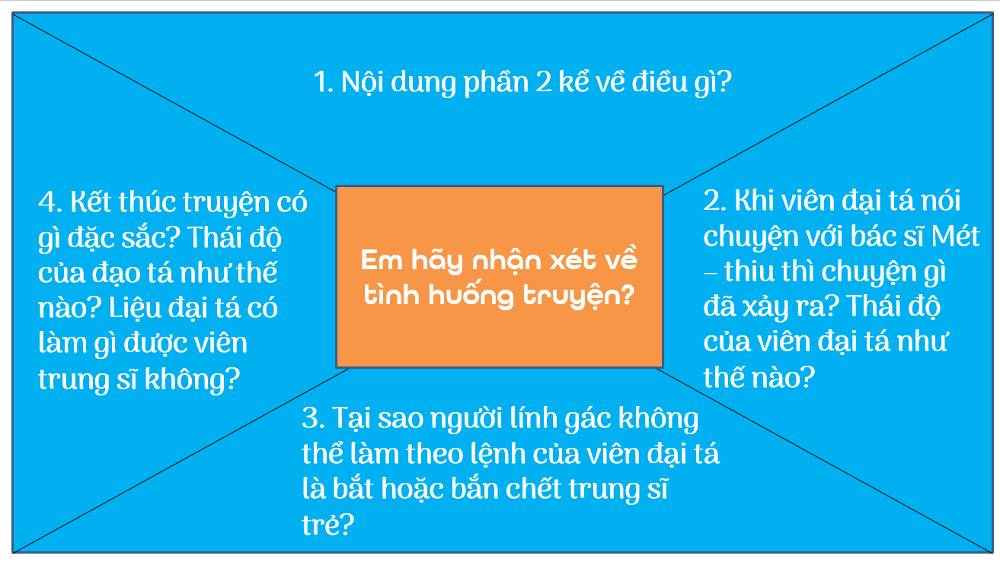 1. Nội dung phần 2 kể về điều gì?
4. Kết thúc truyện có
gì đặc sắc? Thái độ
của đạo tá như thế
nào? Liệu đại tá có
làm gì được viên
trung sĩ không?
Em hãy nhận xét về
tình huống truyện?
2. Khi viên đại tá nói
chuyện với bác sĩ Mét
– thiu thì chuyện gì
đã xảy ra? Thái độ
của viên đại tá như
thế nào?
3. Tại sao người lính gác không
thể làm theo lệnh của viên đại tá
là bắt hoặc bắn chết trung sĩ
trẻ?